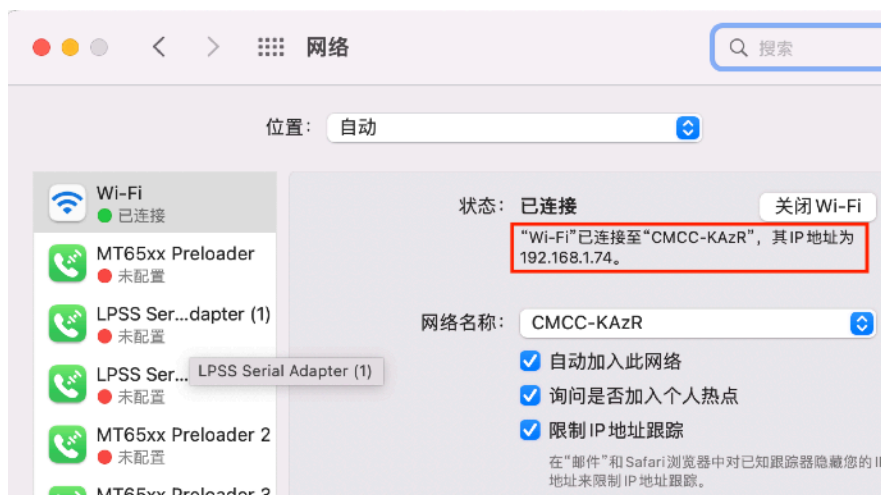 网络
搜索
位置：
自动
Wi-Fi
已连接
MT65xx Preloader
未配置
LPSS Ser...dapter (1)
未配置
LPSS Ser...
未配置
LPSS Serial Adapter (1)
MT65xx Preloader 2
未配置
MT65xx Preloader 3
状态：
已连接
关闭 Wi-Fi
“Wi-Fi”已连接至“CMCC-KAzR”，其 IP 地址为
192.168.1.74。
网络名称：
CMCC-KAzR
自动加入此网络
询问是否加入个人热点
限制 IP 地址跟踪
在“邮件”和 Safari 浏览器中对已知跟踪器隐藏您的 I
地址来限制 IP 地址跟踪。